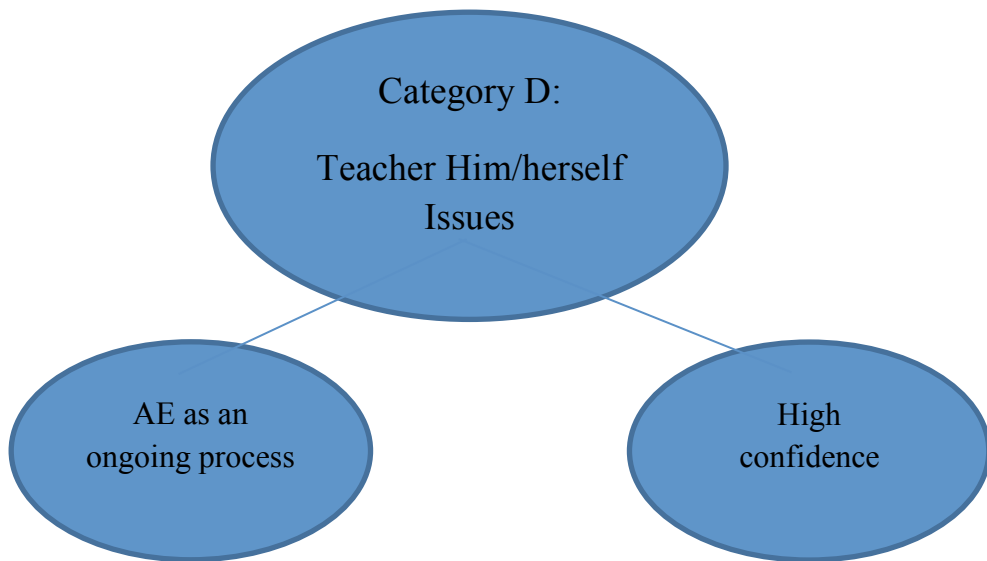 Category D:
Teacher Him/herself
Issues
AE as an
ongoing process
High
confidence